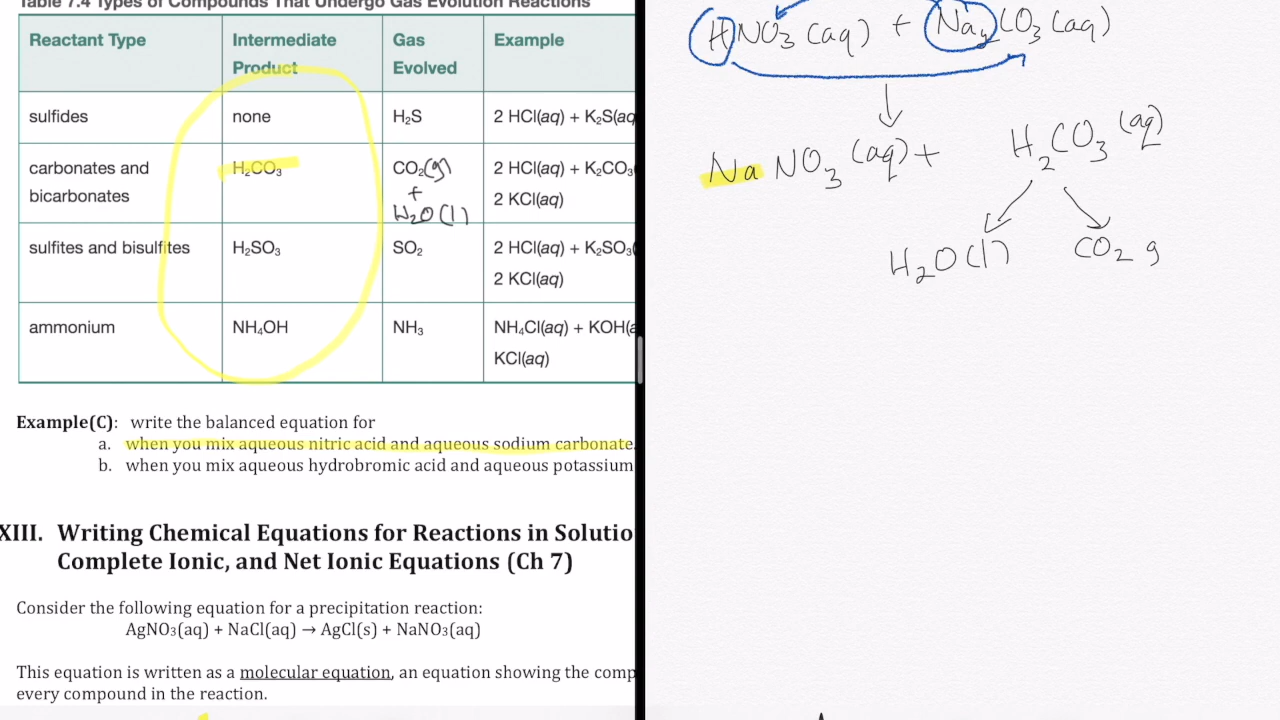 Table 7.4 Types of Compounds That Undergo Gas Evolution Reactions
Reactant Type
Intermediate Product
Gas Evolved
Example
sulfides
none
H₂S
2 HCl(aq) + K₂S(aq
carbonates and bicarbonates
H₂CO₃
CO₂(g)
+
H₂O(l)
2 HCl(aq) + K₂CO₃
2 KCl(aq)
sulfites and bisulfites
H₂SO₃
SO₂
2 HCl(aq) + K₂SO₃(
2 KCl(aq)
ammonium
NH₄OH
NH₃
NH₄Cl(aq) + KOH(a
KCl(aq)
Example(C): write the balanced equation for
a. when you mix aqueous nitric acid and aqueous sodium carbonate.
b. when you mix aqueous hydrobromic acid and aqueous potassium
XIII. Writing Chemical Equations for Reactions in Solutio
Complete Ionic, and Net Ionic Equations (Ch 7)
Consider the following equation for a precipitation reaction:
AgNO₃(aq) + NaCl(aq) → AgCl(s) + NaNO₃(aq)
This equation is written as a molecular equation, an equation showing the comp
every compound in the reaction.
HNO₃(aq) + Na₂CO₃(aq)
NaNO₃(aq) + H₂CO₃(aq)
H₂O(l) CO₂ g